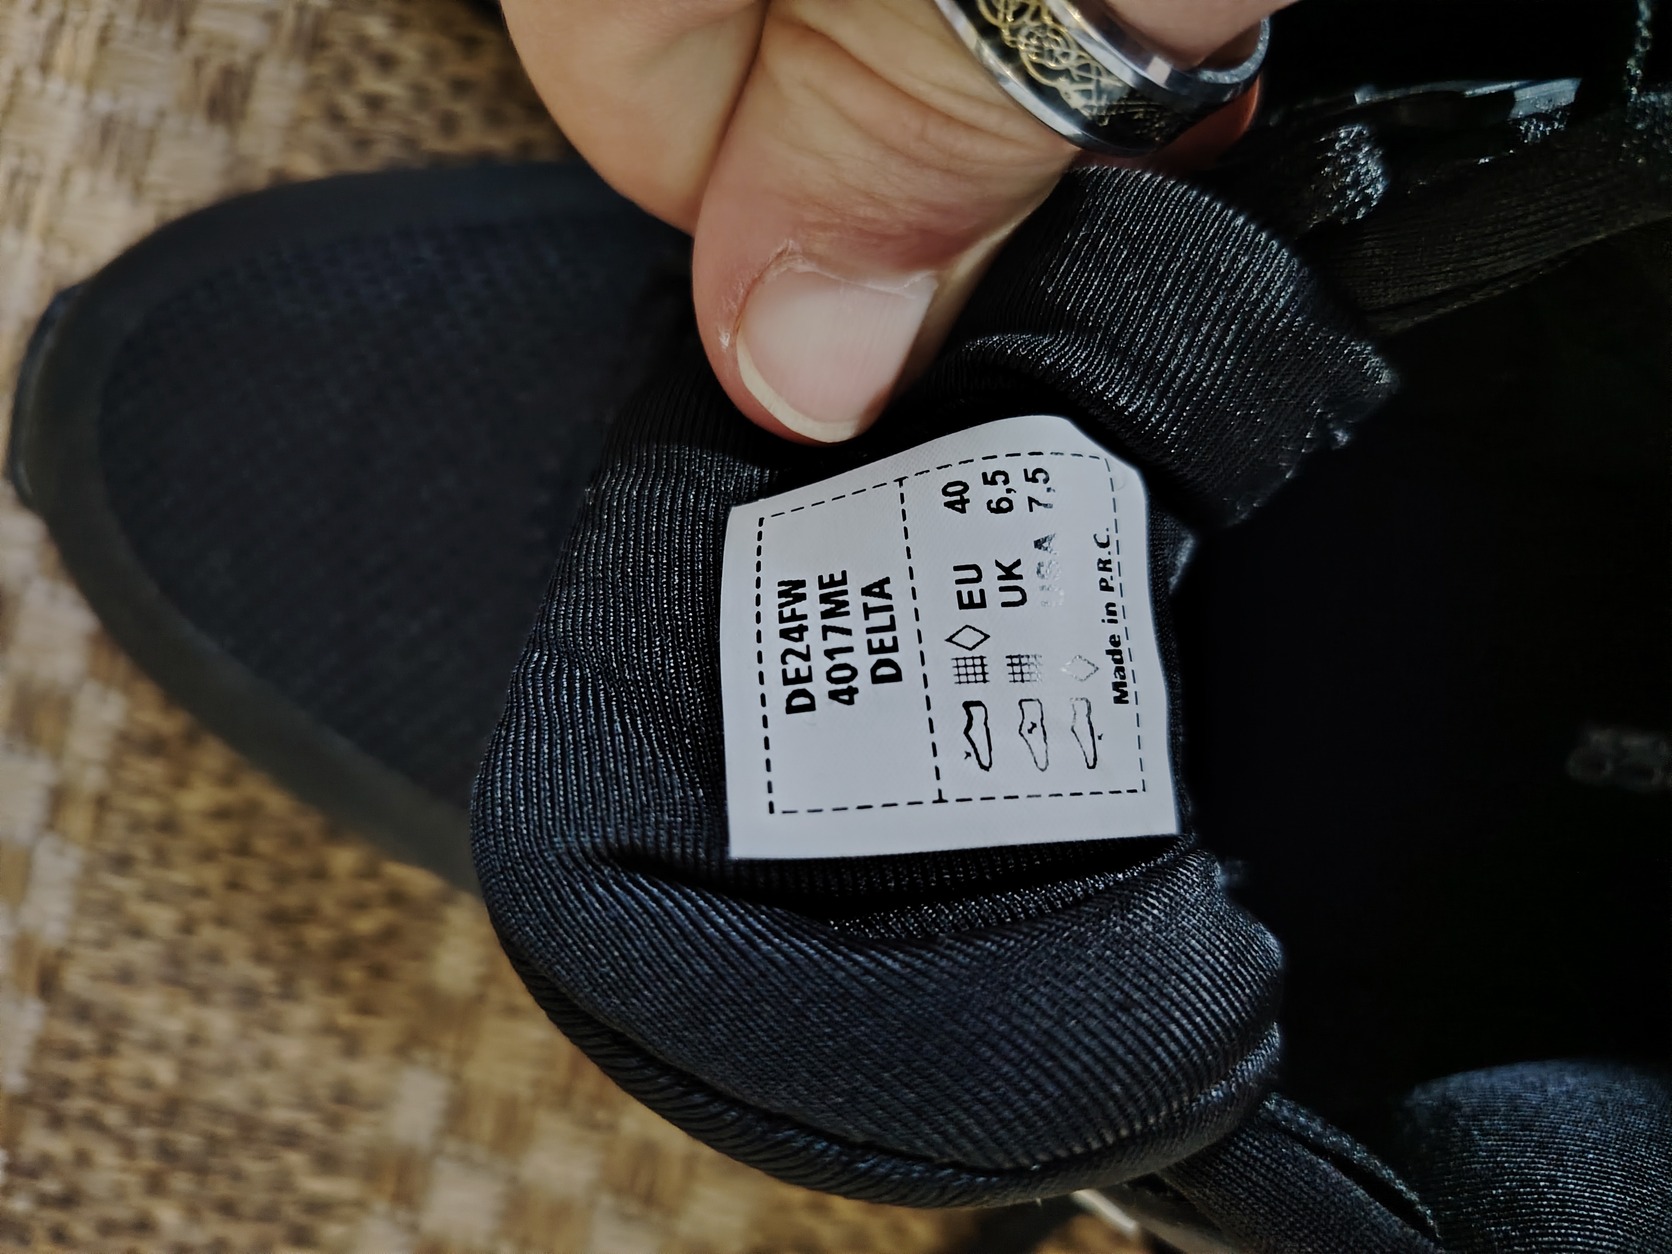 DE24FW
4017ME
DELTA
EU 40
UK 6,5
USA 7,5
Made in P.R.C.